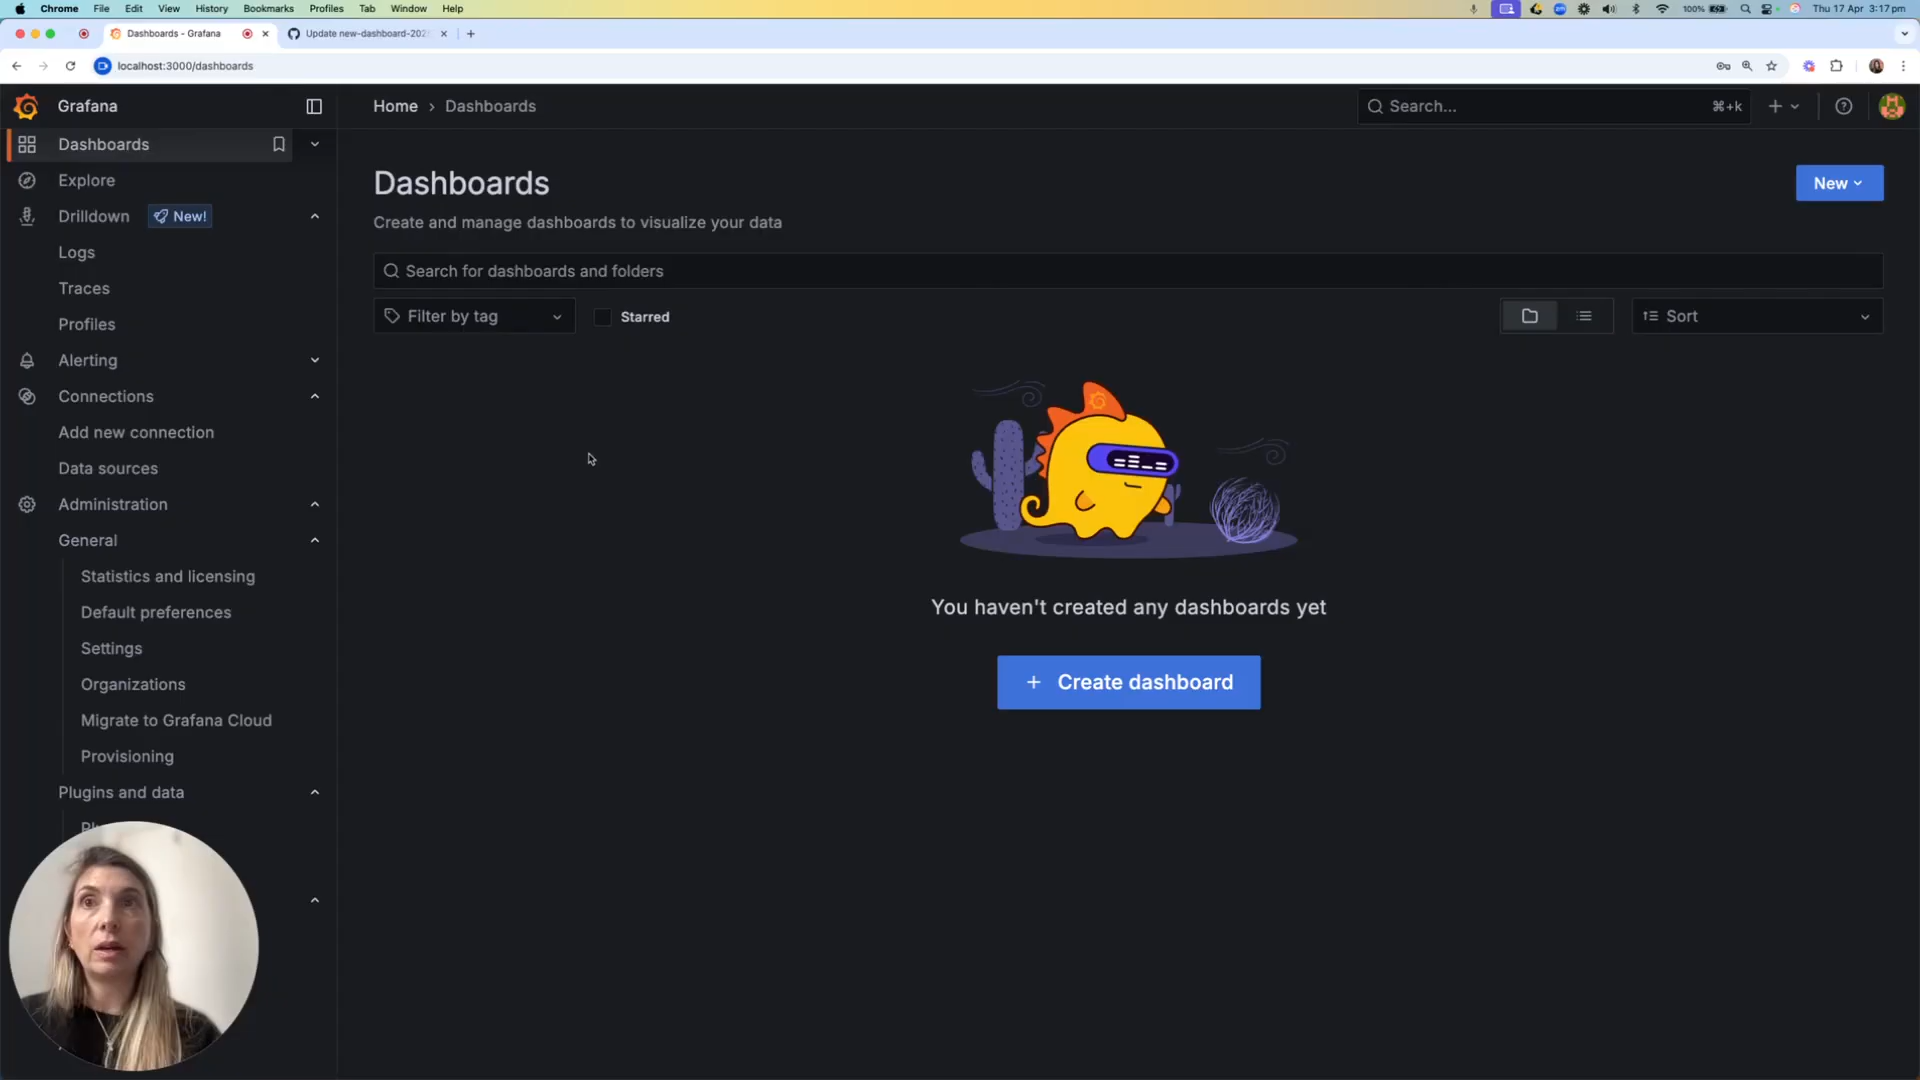 Chrome File Edit View History Bookmarks Profiles Tab Window Help
100% Thu 17 Apr 3:17 pm
Dashboards - Grafana
Update new-dashboard-202
localhost:3000/dashboards
Grafana
Home › Dashboards
Search...
⌘+k
Dashboards
Explore
Drilldown New!
Logs
Traces
Profiles
Alerting
Connections
Add new connection
Data sources
Administration
General
Statistics and licensing
Default preferences
Settings
Organizations
Migrate to Grafana Cloud
Provisioning
Plugins and data
Dashboards
New
Create and manage dashboards to visualize your data
Search for dashboards and folders
Filter by tag
Starred
Sort
You haven't created any dashboards yet
+ Create dashboard